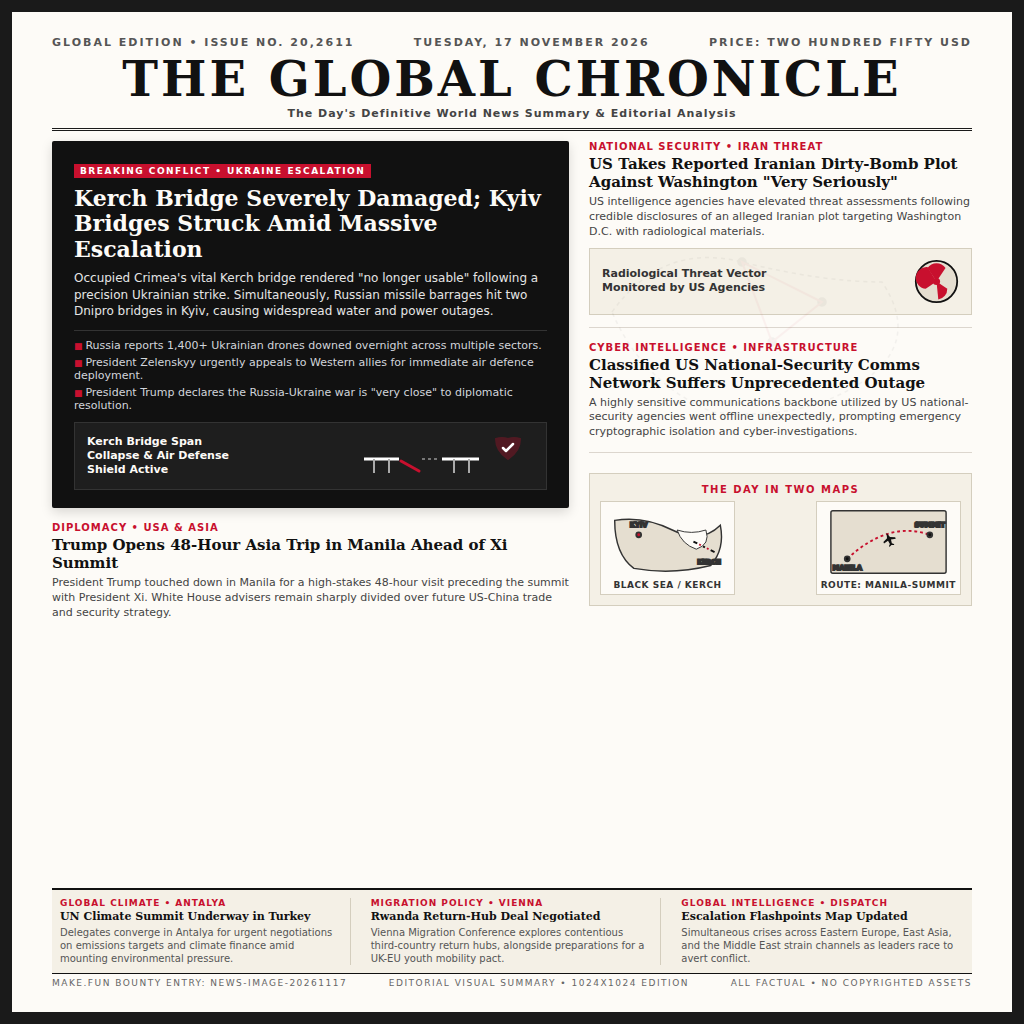 GLOBAL EDITION • ISSUE NO. 20,2611
TUESDAY, 17 NOVEMBER 2026
PRICE: TWO HUNDRED FIFTY USD
THE GLOBAL CHRONICLE
The Day's Definitive World News Summary & Editorial Analysis
BREAKING CONFLICT • UKRAINE ESCALATION
Kerch Bridge Severely Damaged; Kyiv
Bridges Struck Amid Massive
Escalation
Occupied Crimea's vital Kerch bridge rendered "no longer usable" following a
precision Ukrainian strike. Simultaneously, Russian missile barrages hit two
Dnipro bridges in Kyiv, causing widespread water and power outages.
■ Russia reports 1,400+ Ukrainian drones downed overnight across multiple sectors.
■ President Zelenskyy urgently appeals to Western allies for immediate air defence
deployment.
■ President Trump declares the Russia-Ukraine war is "very close" to diplomatic
resolution.
Kerch Bridge Span
Collapse & Air Defense
Shield Active
DIPLOMACY • USA & ASIA
Trump Opens 48-Hour Asia Trip in Manila Ahead of Xi
Summit
President Trump touched down in Manila for a high-stakes 48-hour visit preceding the summit
with President Xi. White House advisers remain sharply divided over future US-China trade
and security strategy.
NATIONAL SECURITY • IRAN THREAT
US Takes Reported Iranian Dirty-Bomb Plot
Against Washington "Very Seriously"
US intelligence agencies have elevated threat assessments following
credible disclosures of an alleged Iranian plot targeting Washington
D.C. with radiological materials.
Radiological Threat Vector
Monitored by US Agencies
CYBER INTELLIGENCE • INFRASTRUCTURE
Classified US National-Security Comms
Network Suffers Unprecedented Outage
A highly sensitive communications backbone utilized by US national-
security agencies went offline unexpectedly, prompting emergency
cryptographic isolation and cyber-investigations.
THE DAY IN TWO MAPS
KYIV
KERCH
BLACK SEA / KERCH
SUMMIT
MANILA
ROUTE: MANILA-SUMMIT
GLOBAL CLIMATE • ANTALYA
UN Climate Summit Underway in Turkey
Delegates converge in Antalya for urgent negotiations
on emissions targets and climate finance amid
mounting environmental pressure.
MIGRATION POLICY • VIENNA
Rwanda Return-Hub Deal Negotiated
Vienna Migration Conference explores contentious
third-country return hubs, alongside preparations for a
UK-EU youth mobility pact.
GLOBAL INTELLIGENCE • DISPATCH
Escalation Flashpoints Map Updated
Simultaneous crises across Eastern Europe, East Asia,
and the Middle East strain channels as leaders race to
avert conflict.
MAKE.FUN BOUNTY ENTRY: NEWS-IMAGE-20261117
EDITORIAL VISUAL SUMMARY • 1024X1024 EDITION
ALL FACTUAL • NO COPYRIGHTED ASSETS